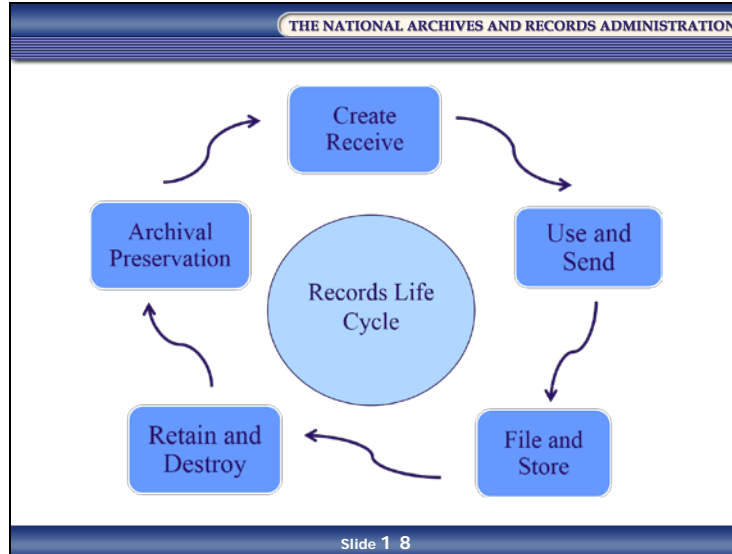 THE NATIONAL ARCHIVES AND RECORDS ADMINISTRATION
Create
Receive
Use and
Send
File and
Store
Retain and
Destroy
Archival
Preservation
Records Life
Cycle
Slide 1 8